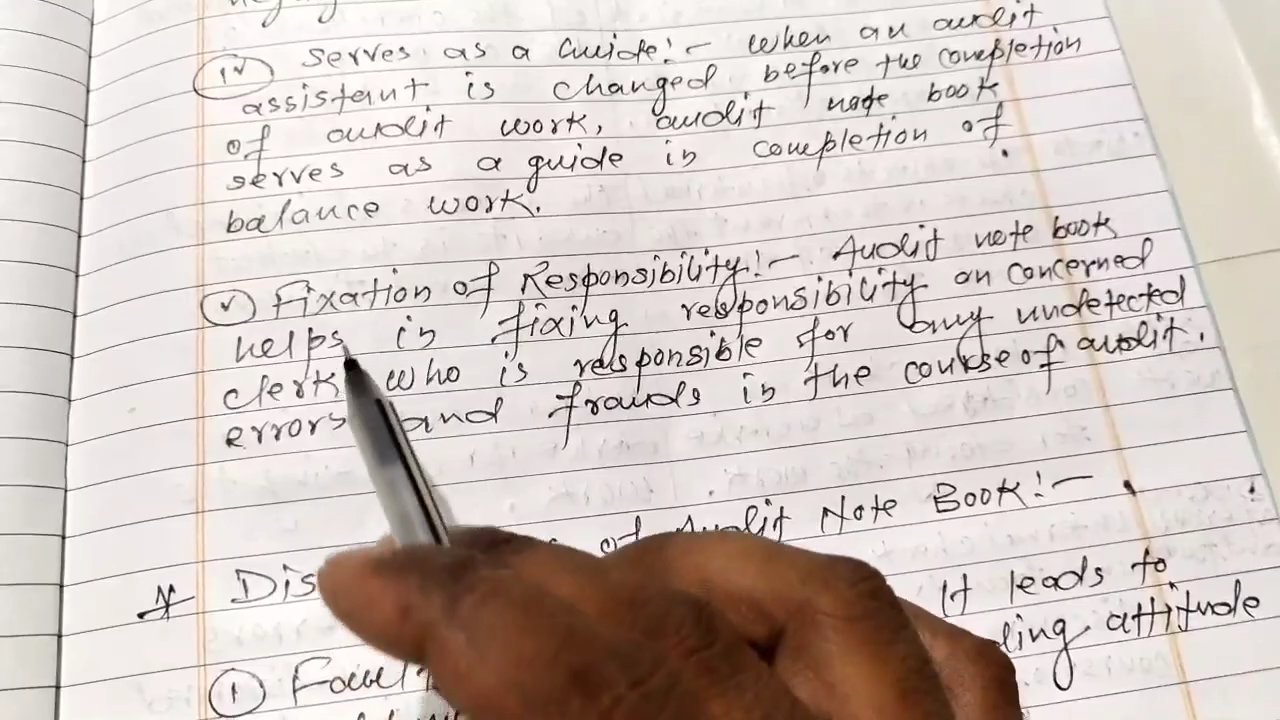 (iv) Serves as a Guide:- When an audit
assistant is changed before the completion
of audit work, audit note book
serves as a guide in completion of
balance work.
(v) Fixation of Responsibility:- Audit note book
helps in fixing responsibility on concerned
clerk who is responsible for any undetected
errors and frauds in the course of audit.
* Dis of Audit Note Book:-
(1) It leads to
attitude